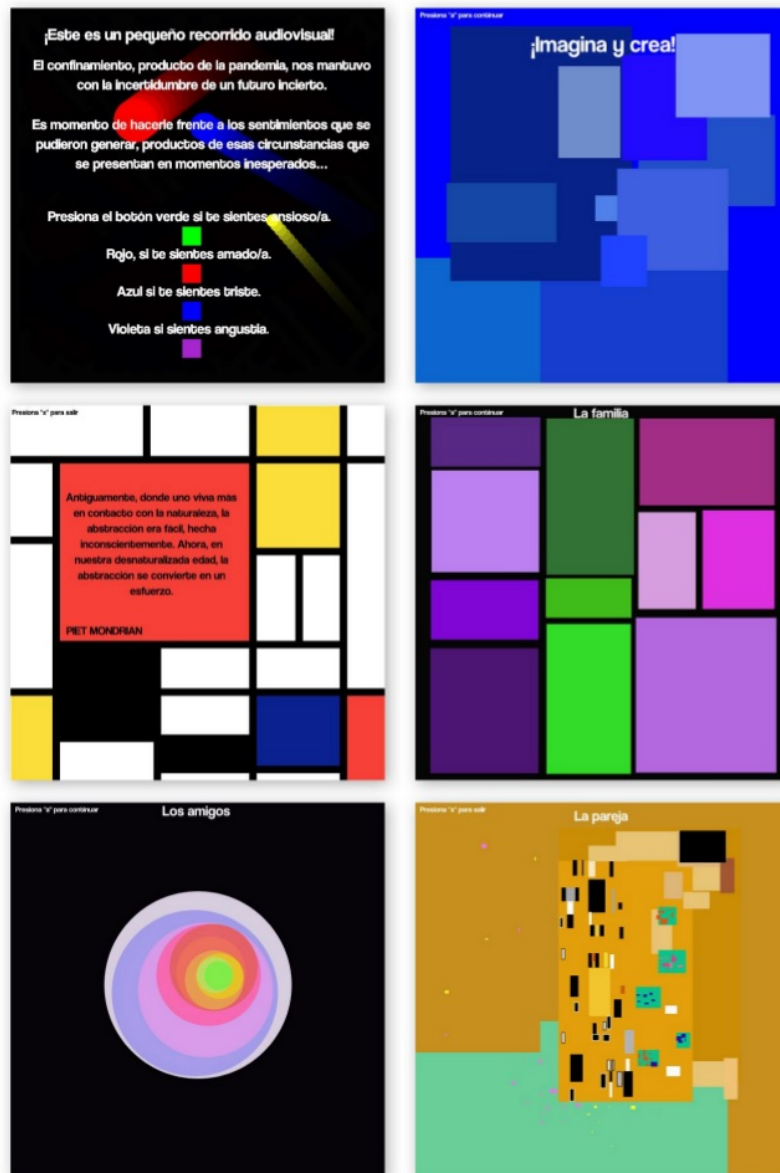 ¡Este es un pequeño recorrido audiovisual!
El confinamiento, producto de la pandemia, nos mantuvo
con la incertidumbre de un futuro incierto.
Es momento de hacerle frente a los sentimientos que se
pudieron generar, productos de esas circunstancias que
se presentan en momentos inesperados...
Presiona el botón verde si te sientes ansioso/a.
Rojo, si te sientes amado/a.
Azul si te sientes triste.
Violeta si sientes angustia.
Presiona "s" para continuar
¡Imagina y crea!
Presiona "s" para salir
Antiguamente, donde uno vivia más
en contacto con la naturaleza, la
abstracción era fácil, hecha
inconscientemente. Ahora, en
nuestra desnaturalizada edad, la
abstracción se convierte en un
esfuerzo.
PIET MONDRIAN
Presiona "s" para continuar
La familia
Presiona "s" para continuar
Los amigos
Presiona "s" para salir
La pareja